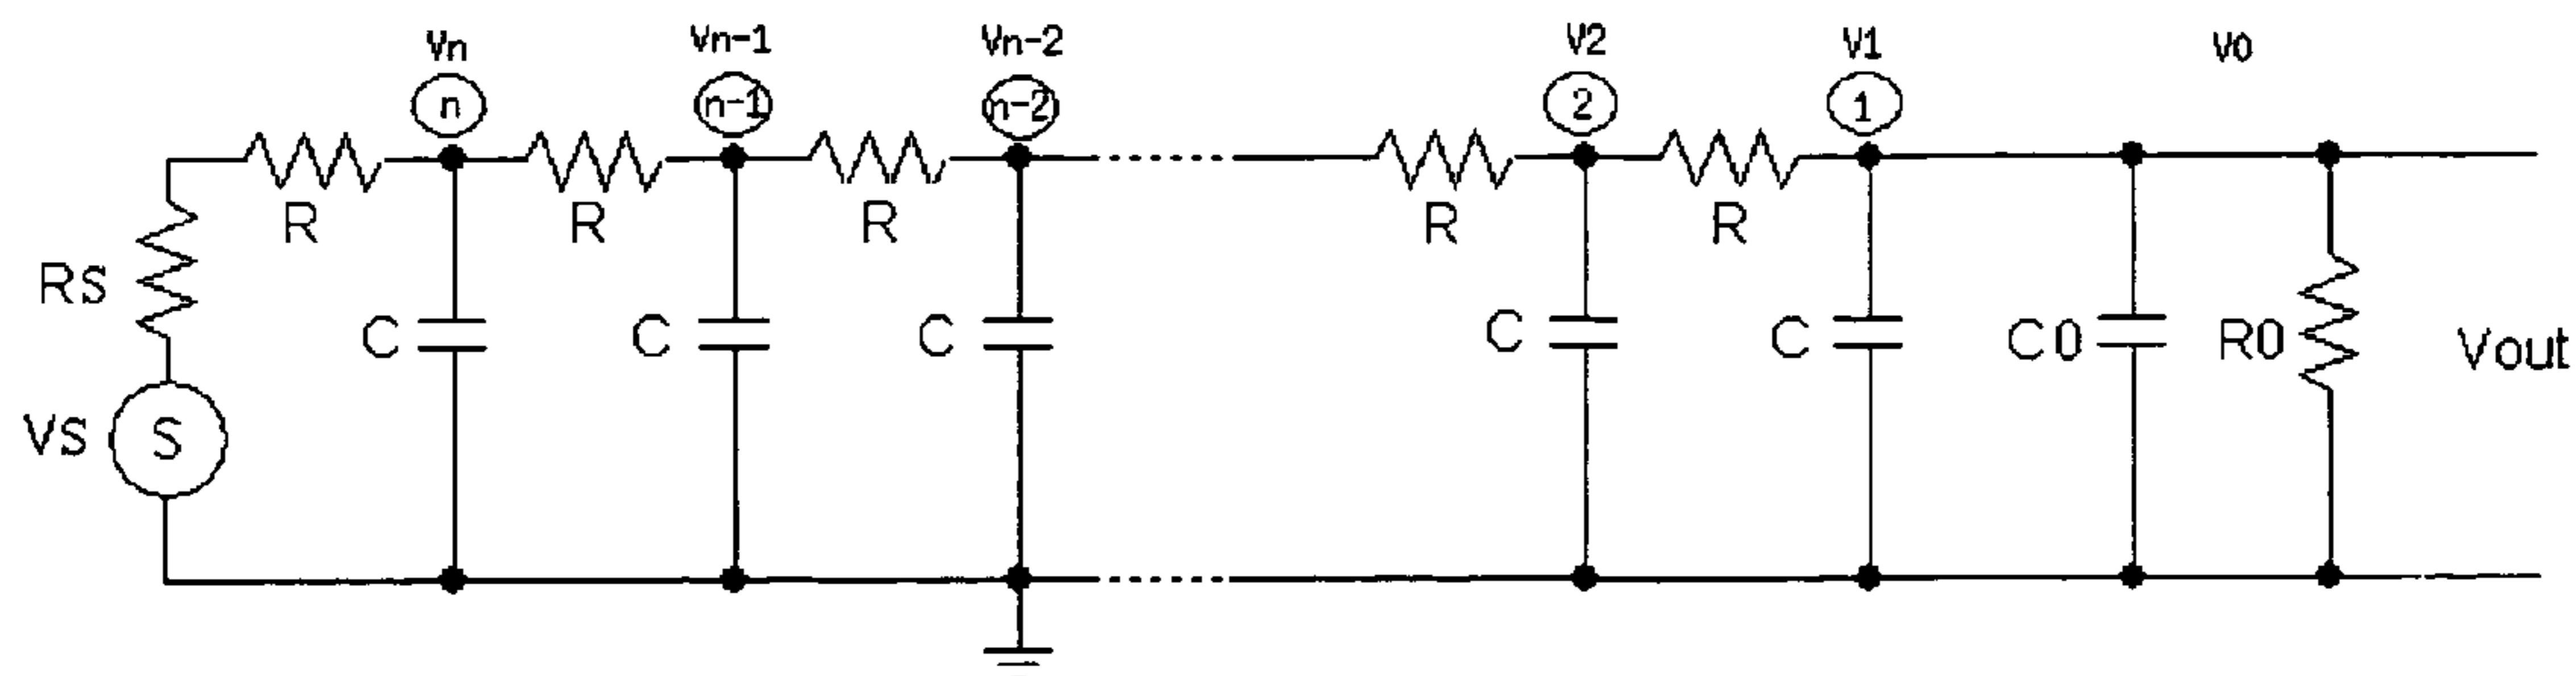 Vn Vn-1 Vn-2 V2 V1 V0
n n-1 n-2 2 1
R R R R R
RS C C C C C C0 R0 Vout
VS S